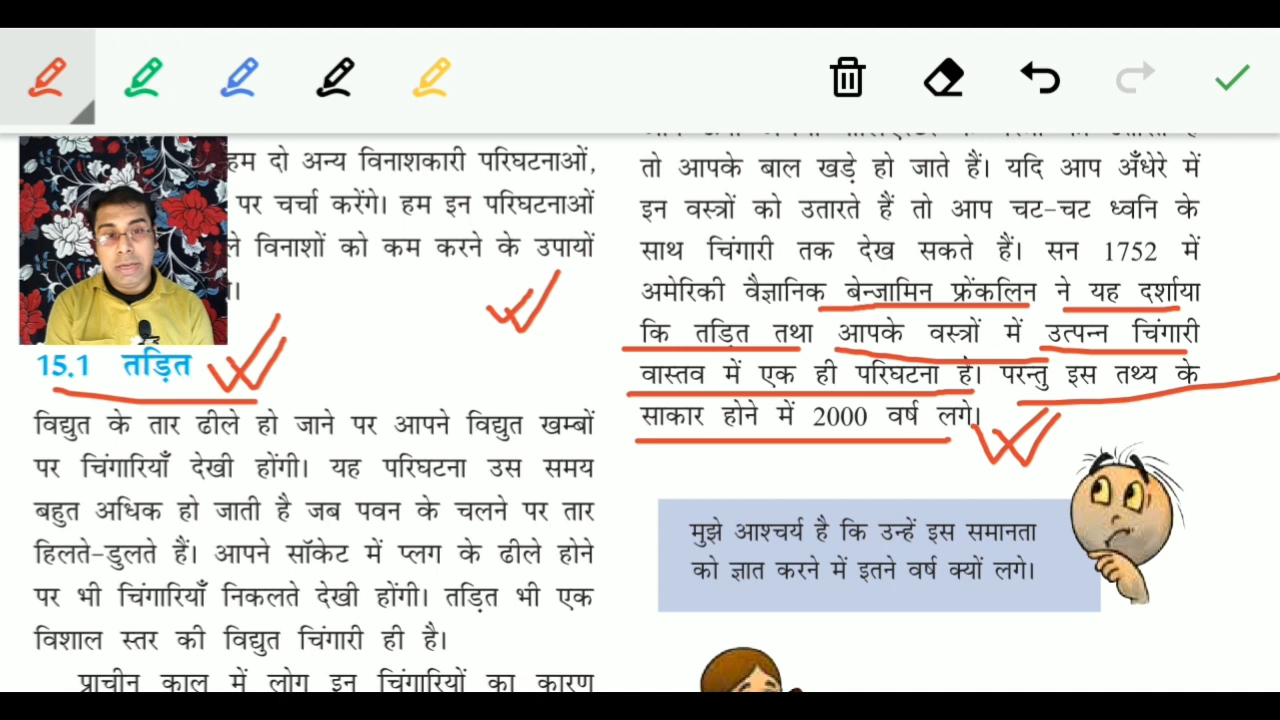 हम दो अन्य विनाशकारी परिघटनाओं,
पर चर्चा करेंगे। हम इन परिघटनाओं
ले विनाशों को कम करने के उपायों
15.1 तड़ित
विद्युत के तार ढीले हो जाने पर आपने विद्युत खम्बों
पर चिंगारियाँ देखी होंगी। यह परिघटना उस समय
बहुत अधिक हो जाती है जब पवन के चलने पर तार
हिलते-डुलते हैं। आपने सॉकेट में प्लग के ढीले होने
पर भी चिंगारियाँ निकलते देखी होंगी। तड़ित भी एक
विशाल स्तर की विद्युत चिंगारी ही है।
प्राचीन काल में लोग इन चिंगारियों का कारण
तो आपके बाल खड़े हो जाते हैं। यदि आप अँधेरे में
इन वस्त्रों को उतारते हैं तो आप चट-चट ध्वनि के
साथ चिंगारी तक देख सकते हैं। सन 1752 में
अमेरिकी वैज्ञानिक बेन्जामिन फ्रेंकलिन ने यह दर्शाया
कि तड़ित तथा आपके वस्त्रों में उत्पन्न चिंगारी
वास्तव में एक ही परिघटना है। परन्तु इस तथ्य के
साकार होने में 2000 वर्ष लगे।
मुझे आश्चर्य है कि उन्हें इस समानता
को ज्ञात करने में इतने वर्ष क्यों लगे।